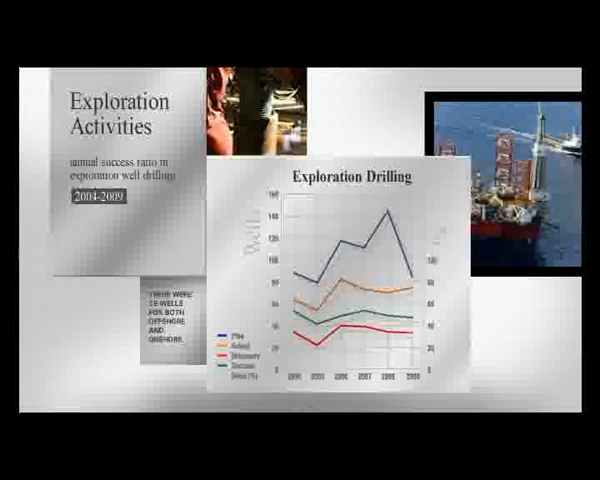 Exploration
Activities
annual success ratio in
exploration well drillings
2004-2009
THERE WERE
WELLS
FOR BOTH
OFFSHORE
AND
ONSHORE
Exploration Drilling
Wells
160
140
120
100
80
60
40
20
0
100
80
60
40
20
0
Plan
Actual
Discovery
Success
Ratio (%)
2004 2005 2006 2007 2008 2009